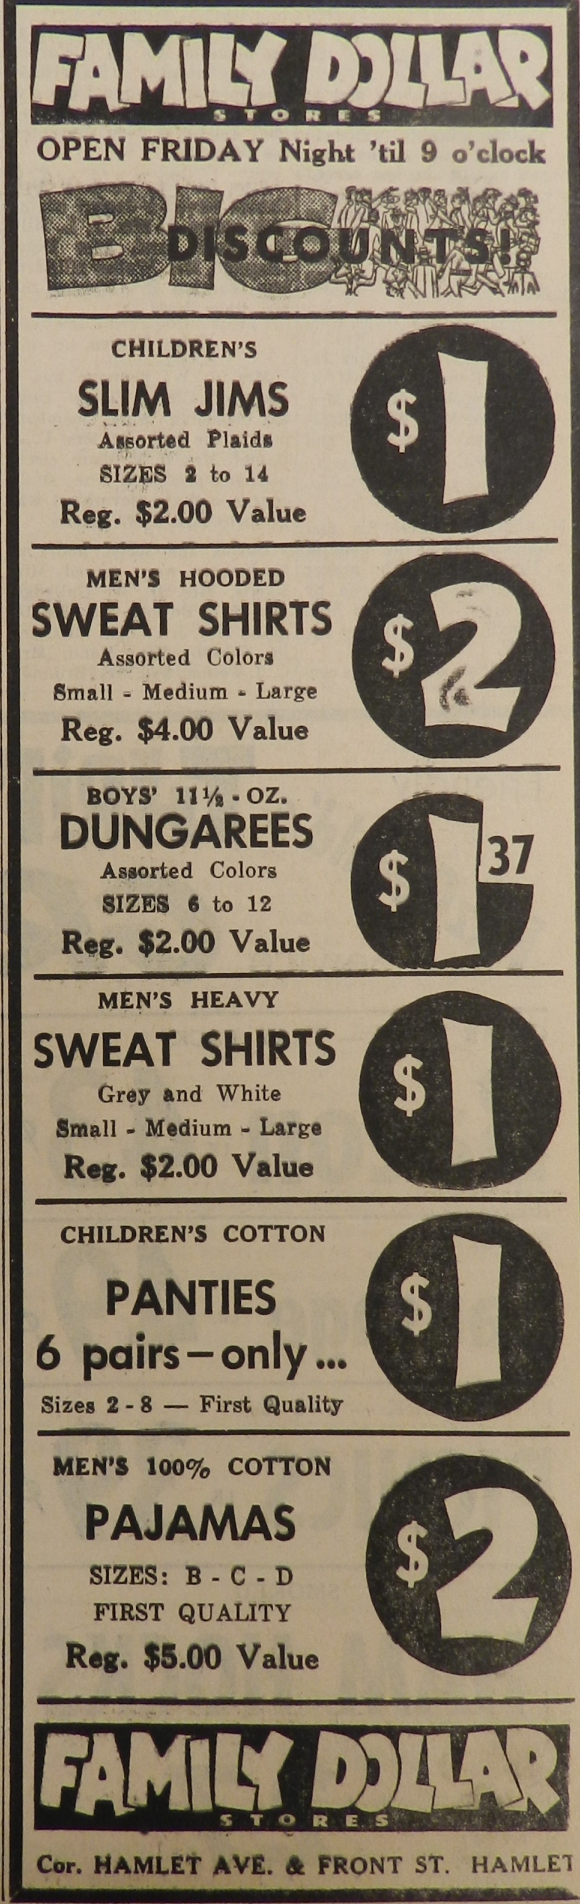 FAMILY DOLLAR
STORES
OPEN FRIDAY Night 'til 9 o'clock
BIG
DISCOUNTS!
CHILDREN'S
SLIM JIMS
Assorted Plaids
SIZES 2 to 14
Reg. $2.00 Value
$1
MEN'S HOODED
SWEAT SHIRTS
Assorted Colors
Small - Medium - Large
Reg. $4.00 Value
$2
BOYS' 11½ - OZ.
DUNGAREES
Assorted Colors
SIZES 6 to 12
Reg. $2.00 Value
$1 37
MEN'S HEAVY
SWEAT SHIRTS
Grey and White
Small - Medium - Large
Reg. $2.00 Value
$1
CHILDREN'S COTTON
PANTIES
6 pairs — only ...
Sizes 2 - 8 — First Quality
$1
MEN'S 100% COTTON
PAJAMAS
SIZES: B - C - D
FIRST QUALITY
Reg. $5.00 Value
$2
FAMILY DOLLAR
STORES
Cor. HAMLET AVE. & FRONT ST. HAMLET